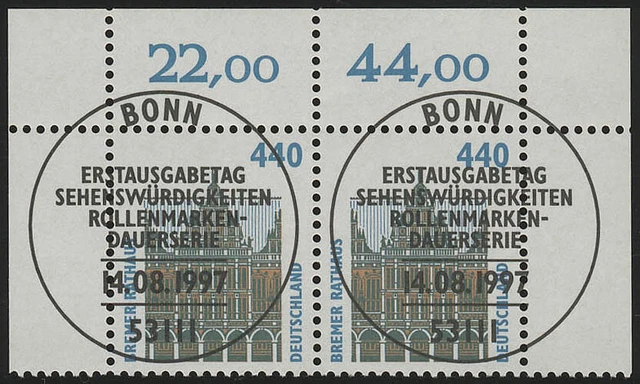 22,00 44,00
BONN
ERSTAUSGABETAG
SEHENSWÜRDIGKEITEN
ROLLENMARKEN-
DAUERSERIE
14.08.1997
53111
440
BREMER RATHAUS
DEUTSCHLAND
BONN
ERSTAUSGABETAG
SEHENSWÜRDIGKEITEN
ROLLENMARKEN-
DAUERSERIE
14.08.1997
53111
440
BREMER RATHAUS
DEUTSCHLAND